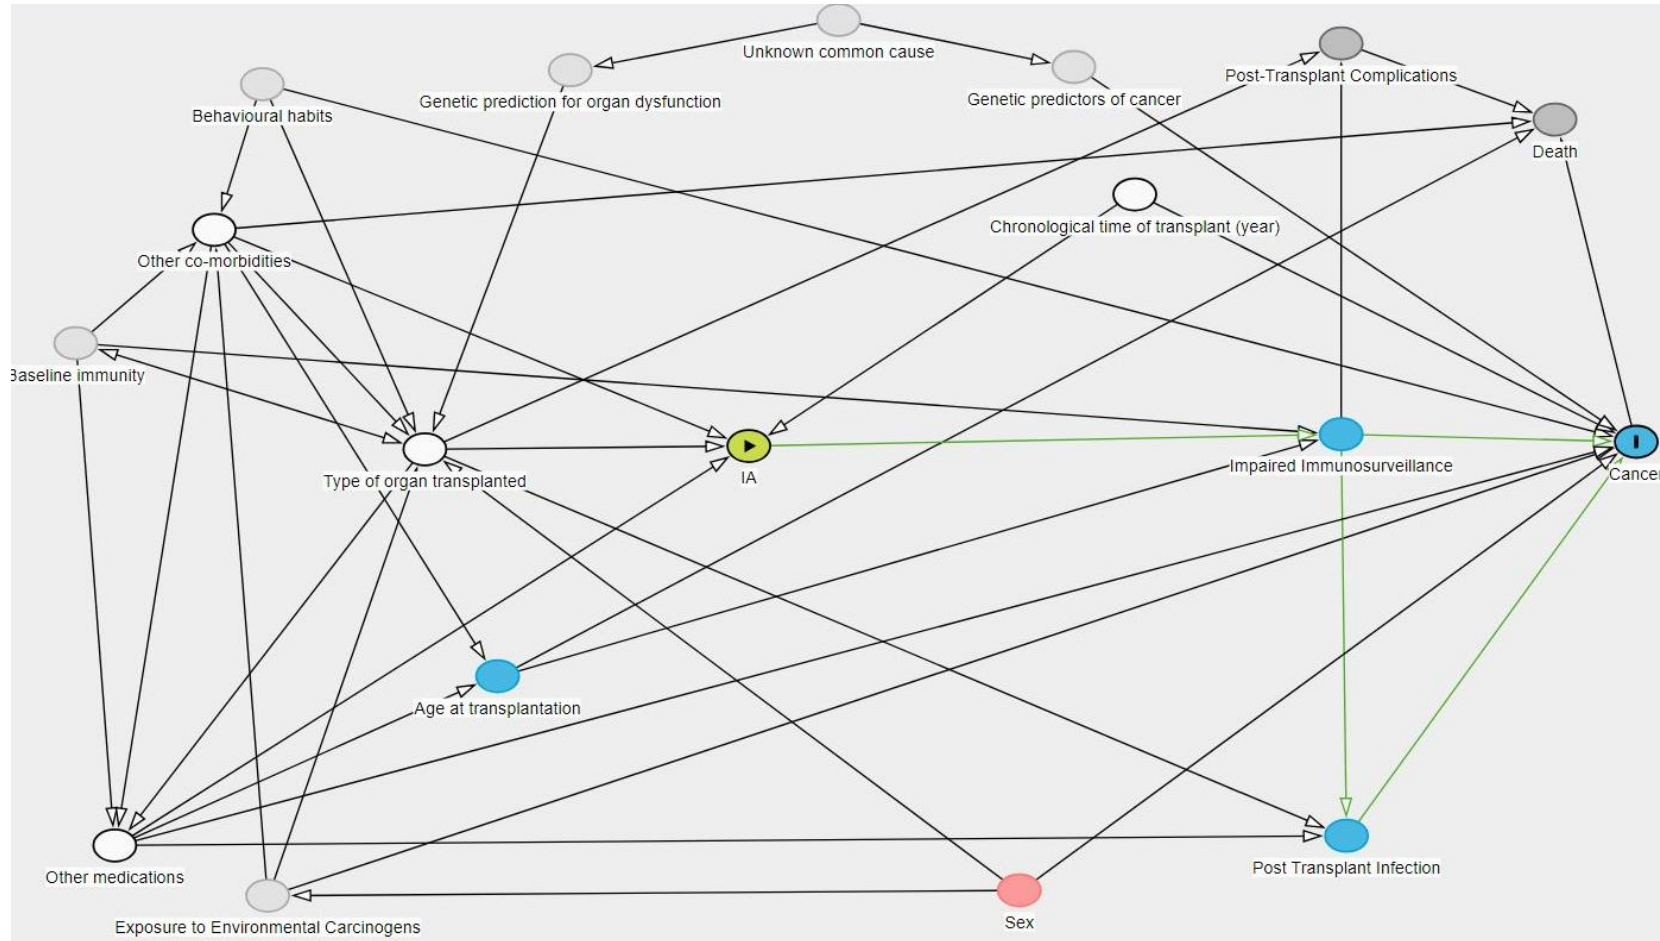 Unknown common cause
Post-Transplant Complications
Genetic prediction for organ dysfunction
Genetic predictors of cancer
Behavioural habits
Death
Chronological time of transplant (year)
Other co-morbidities
Baseline immunity
Type of organ transplanted
IA
Impaired Immunosurveillance
Cancer
Age at transplantation
Other medications
Post Transplant Infection
Exposure to Environmental Carcinogens
Sex